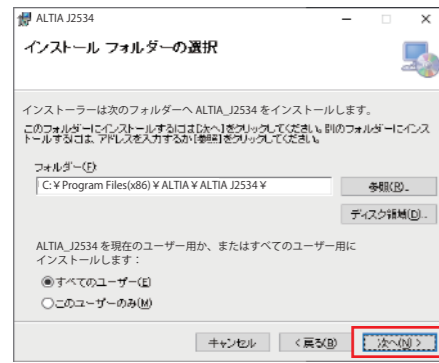 ALTIA J2534
インストール フォルダーの選択
インストーラーは次のフォルダーへ ALTIA_J2534 をインストールします。
このフォルダーにインストールするには[次へ]をクリックしてください。別のフォルダーにインス
トールするには、アドレスを入力するか[参照]をクリックしてください。
フォルダー(F):
C:¥Program Files(x86)¥ALTIA¥ALTIA J2534¥
参照(R)...
ディスク領域(D)...
ALTIA_J2534 を現在のユーザー用か、またはすべてのユーザー用に
インストールします：
すべてのユーザー(E)
このユーザーのみ(M)
キャンセル
< 戻る(B)
次へ(N) >